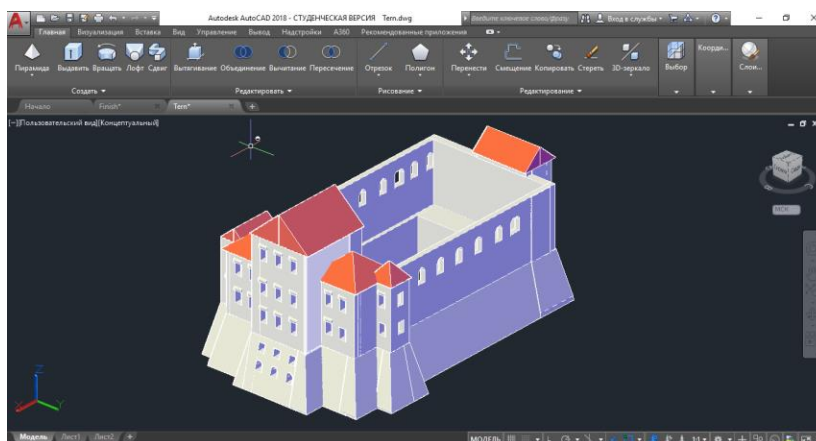 Autodesk AutoCAD 2018 - СТУДЕНЧЕСКАЯ ВЕРСИЯ Tern.dwg
Введите ключевое слово/фразу
Вход в службы
Главная Визуализация Вставка Вид Управление Вывод Надстройки A360 Рекомендованные приложения
Пирамида Выдавить Вращать Лофт Сдвиг Вытягивание Объединение Вычитание Пересечение Отрезок Полигон Перенести Смещение Копировать Стереть 3D-зеркало Выбор Коорди... Слои...
Создать Редактировать Рисование Редактирование
Начало Finish* Tern*
[−][Пользовательский вид][Концептуальный]
МСК
Z
X Y
Модель Лист1 Лист2
МОДЕЛЬ